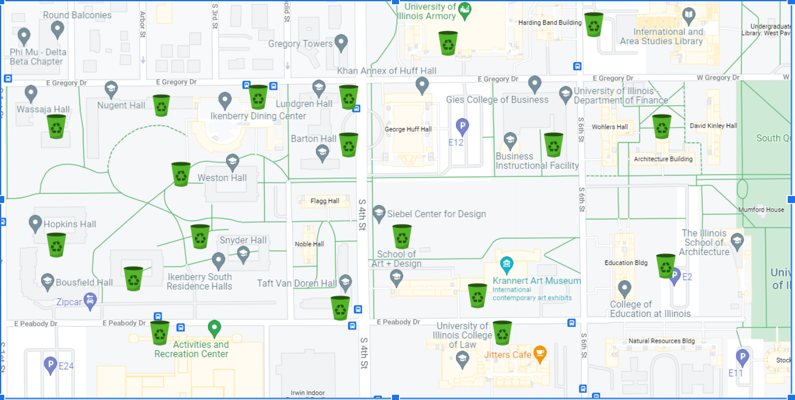 Round Balconies
Phi Mu - Delta
Beta Chapter
Arbor St
S 3rd St
Gregory Towers
University of
Illinois Armory
Harding Band Building
International and
Area Studies Library
Undergraduate
Library: West Pav
Khan Annex of Huff Hall
E Gregory Dr
E Gregory Dr
E Gregory Dr
W Gregory Dr
W Gregory Dr
Wassaja Hall
Nugent Hall
Ikenberry Dining Center
Lundgren Hall
Barton Hall
Weston Hall
George Huff Hall
E12
Gies College of Business
University of Illinois
Department of Finance
Business
Instructional Facility
S 6th St
Wohlers Hall
David Kinley Hall
Architecture Building
South Qu
Mumford House
Flagg Hall
Noble Hall
S 4th St
Siebel Center for Design
S 6th St
Hopkins Hall
Bousfield Hall
Zipcar
Snyder Hall
Ikenberry South
Residence Halls
Taft Van Doren Hall
School of
Art + Design
Krannert Art Museum
International
contemporary art exhibits
Education Bldg
The Illinois
School of
Architecture
E2
College of
Education at Illinois
Univ
of Il
E Peabody Dr
E Peabody Dr
E Peabody Dr
Activities and
Recreation Center
E24
Irwin Indoor
S 4th St
University of
Illinois College
of Law
Jitters Cafe
S 6th St
Natural Resources Bldg
E11
Stock